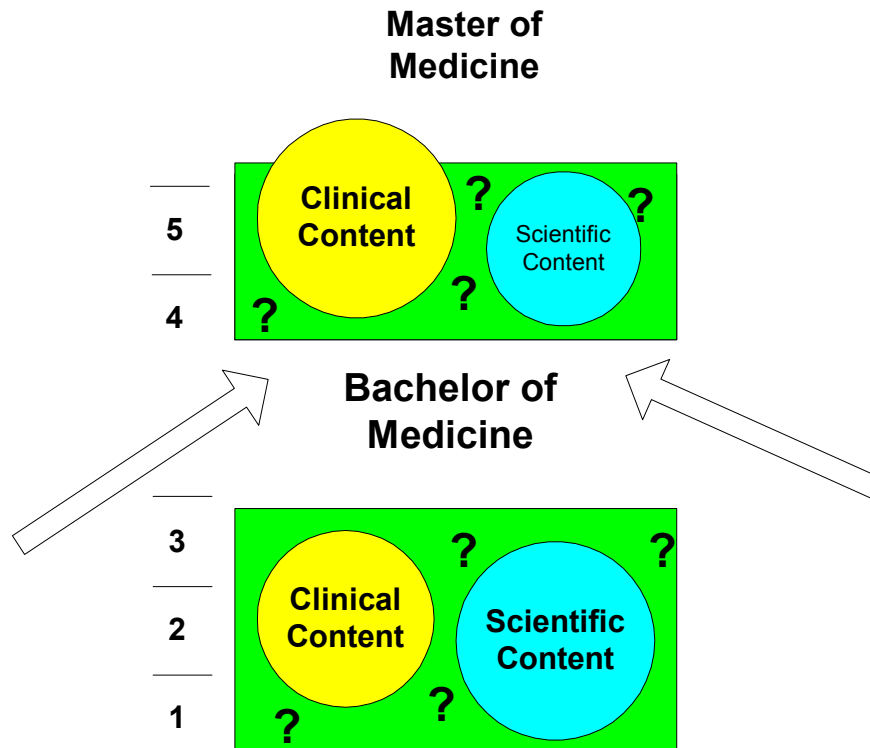 Master of
Medicine
Clinical
Content
?
Scientific
Content
?
5
?
4
?
Bachelor of
Medicine
3
?
?
Clinical
Content
Scientific
Content
2
?
1
?